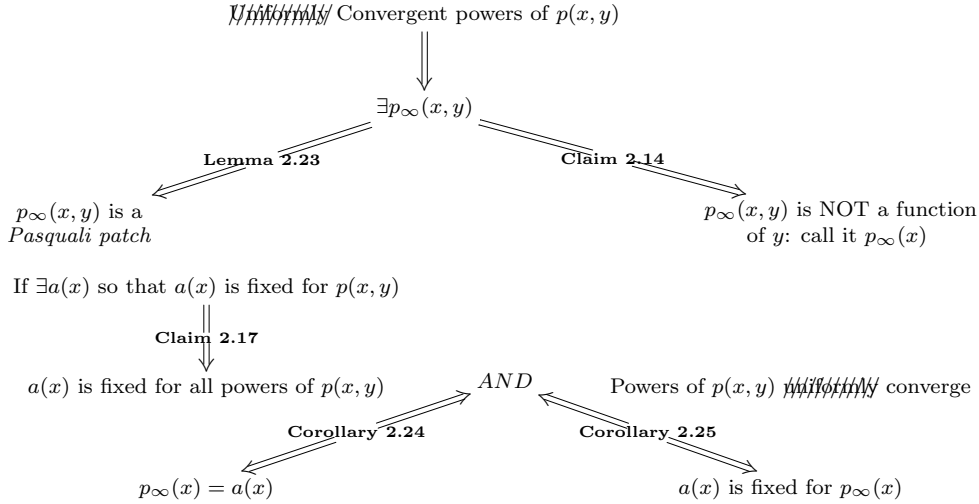 Uniformly Convergent powers of p(x, y)
∃p∞(x, y)
Lemma 2.23
Claim 2.14
p∞(x, y) is a
Pasquali patch
p∞(x, y) is NOT a function
of y: call it p∞(x)
If ∃a(x) so that a(x) is fixed for p(x, y)
Claim 2.17
a(x) is fixed for all powers of p(x, y)
AND
Powers of p(x, y) uniformly converge
Corollary 2.24
Corollary 2.25
p∞(x) = a(x)
a(x) is fixed for p∞(x)